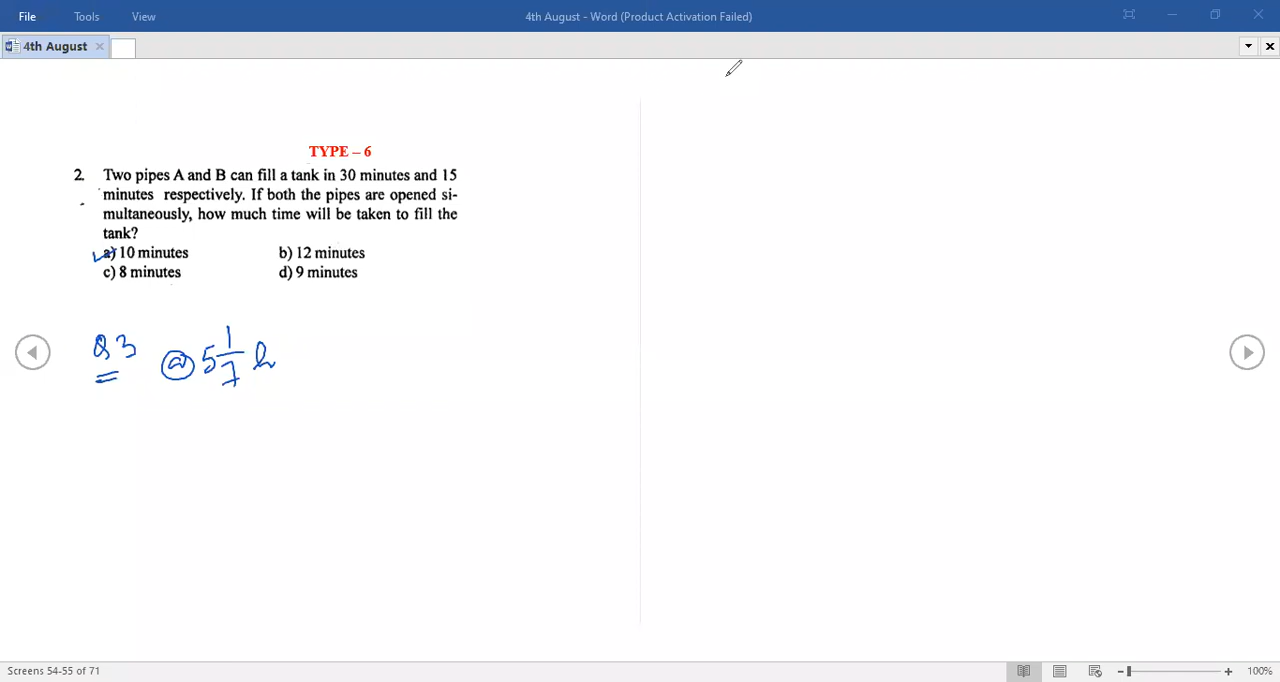 File Tools View 4th August - Word (Product Activation Failed)
4th August
TYPE – 6
2. Two pipes A and B can fill a tank in 30 minutes and 15
minutes respectively. If both the pipes are opened si-
multaneously, how much time will be taken to fill the
tank?
a) 10 minutes b) 12 minutes
c) 8 minutes d) 9 minutes
Q3 (a) 5 1/7 h
Screens 54-55 of 71 100%